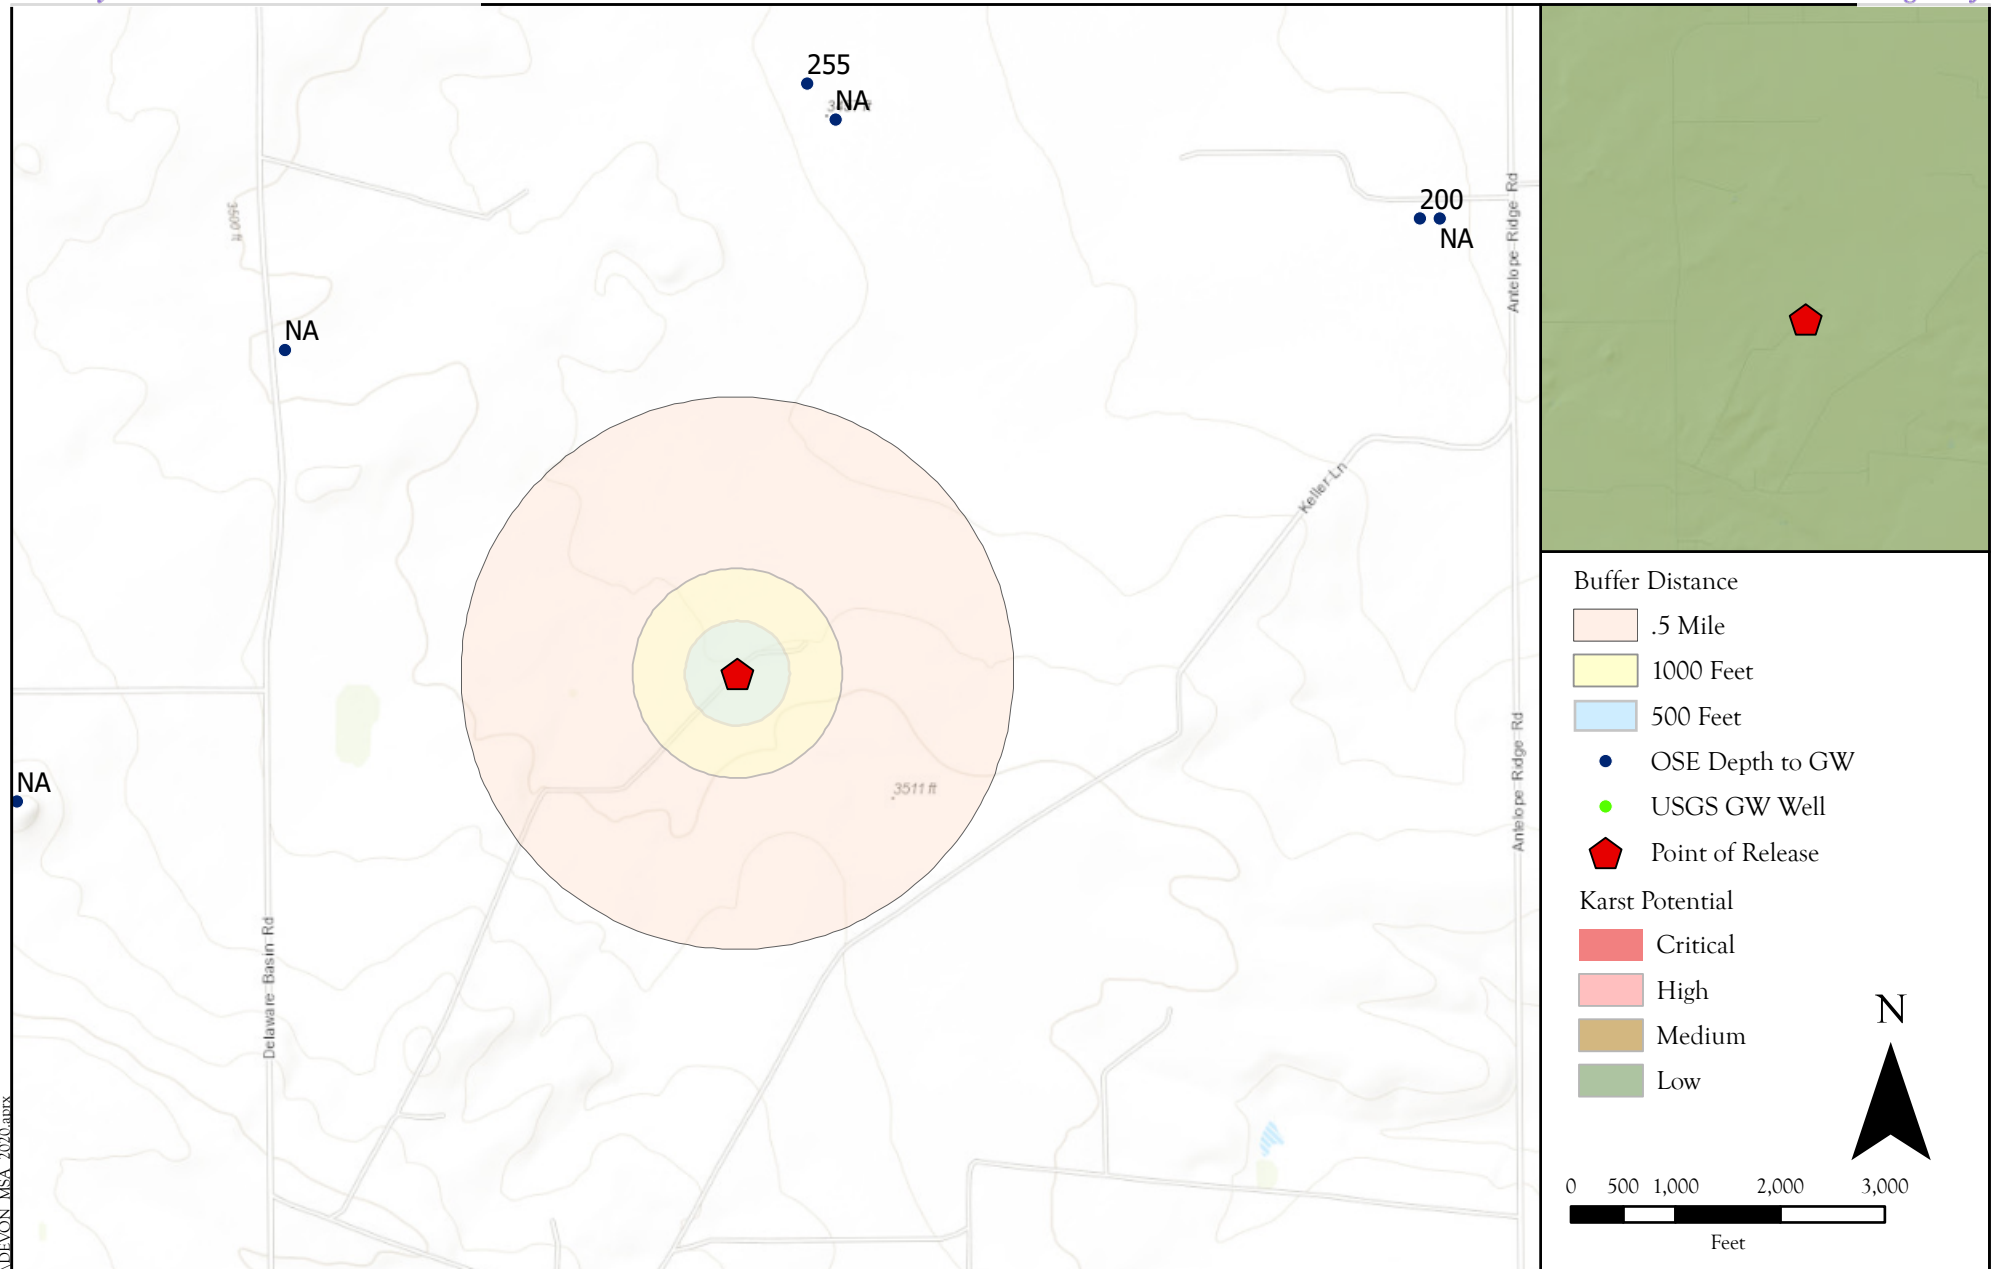 255
NA
200
NA
NA
NA
3500 ft
3511 ft
Keller Ln
Antelope Ridge Rd
Antelope Ridge Rd
Delaware Basin Rd
Buffer Distance
.5 Mile
1000 Feet
500 Feet
OSE Depth to GW
USGS GW Well
Point of Release
Karst Potential
Critical
High
Medium
Low
N
0 500 1,000 2,000 3,000
Feet